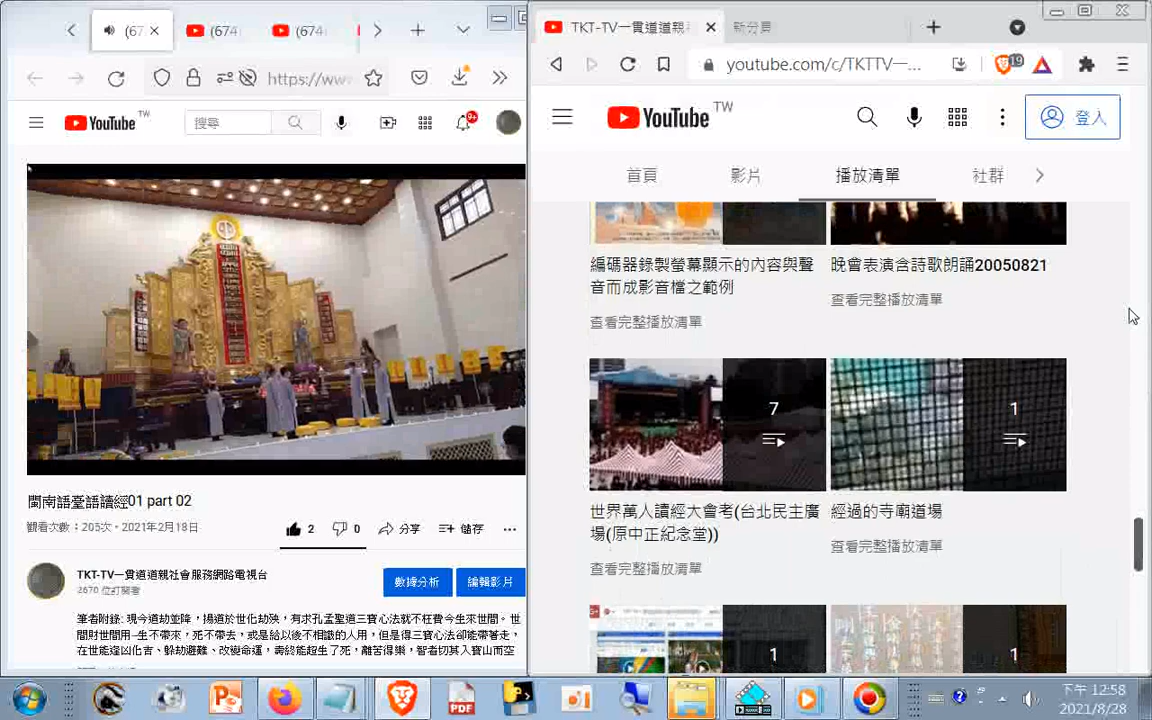 (67
(674
(67
https://www
YouTube TW
搜尋
9+
閩南語臺語讀經01 part 02
觀看次數：205次・2021年2月18日
2
0
分享
儲存
TKT-TV一貫道道親社會服務網路電視台
2670 位訂閱者
數據分析
編輯影片
筆者附錄: 現今道劫並降，揚道於世化劫殃，有求孔孟聖道三寶心法就不枉費今生來世間。世
間財世間用—生不帶來，死不帶去，或是給以後不相識的人用，但是得三寶心法卻能帶著走，
在世能逢凶化吉、躲劫避難、改變命運，壽終能超生了死，離苦得樂，智者切莫入寶山而空
TKT-TV一貫道道親
新分頁
youtube.com/c/TKTTV一...
19
YouTube TW
登入
首頁
影片
播放清單
社群
編碼器錄製螢幕顯示的內容與聲
音而成影音檔之範例
查看完整播放清單
晚會表演含詩歌朗誦20050821
查看完整播放清單
7
1
世界萬人讀經大會考(台北民主廣
場(原中正紀念堂))
查看完整播放清單
經過的寺廟道場
查看完整播放清單
1
1
PDF
下午 12:58
2021/8/28